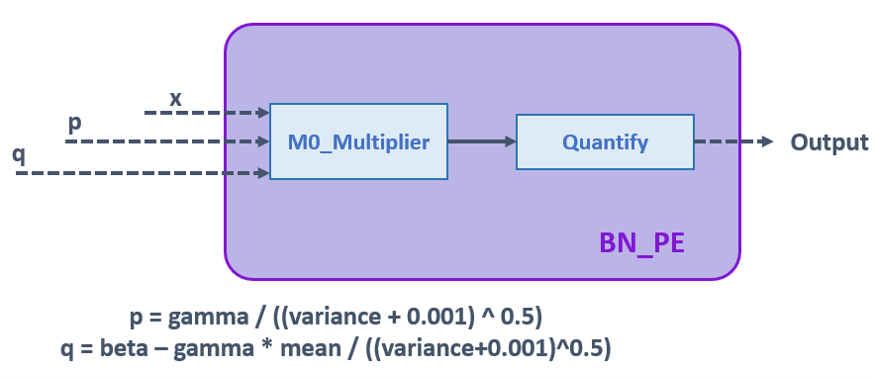 x
p
q
M0_Multiplier
Quantify
Output
BN_PE
p = gamma / ((variance + 0.001) ^ 0.5)
q = beta – gamma * mean / ((variance+0.001)^0.5)